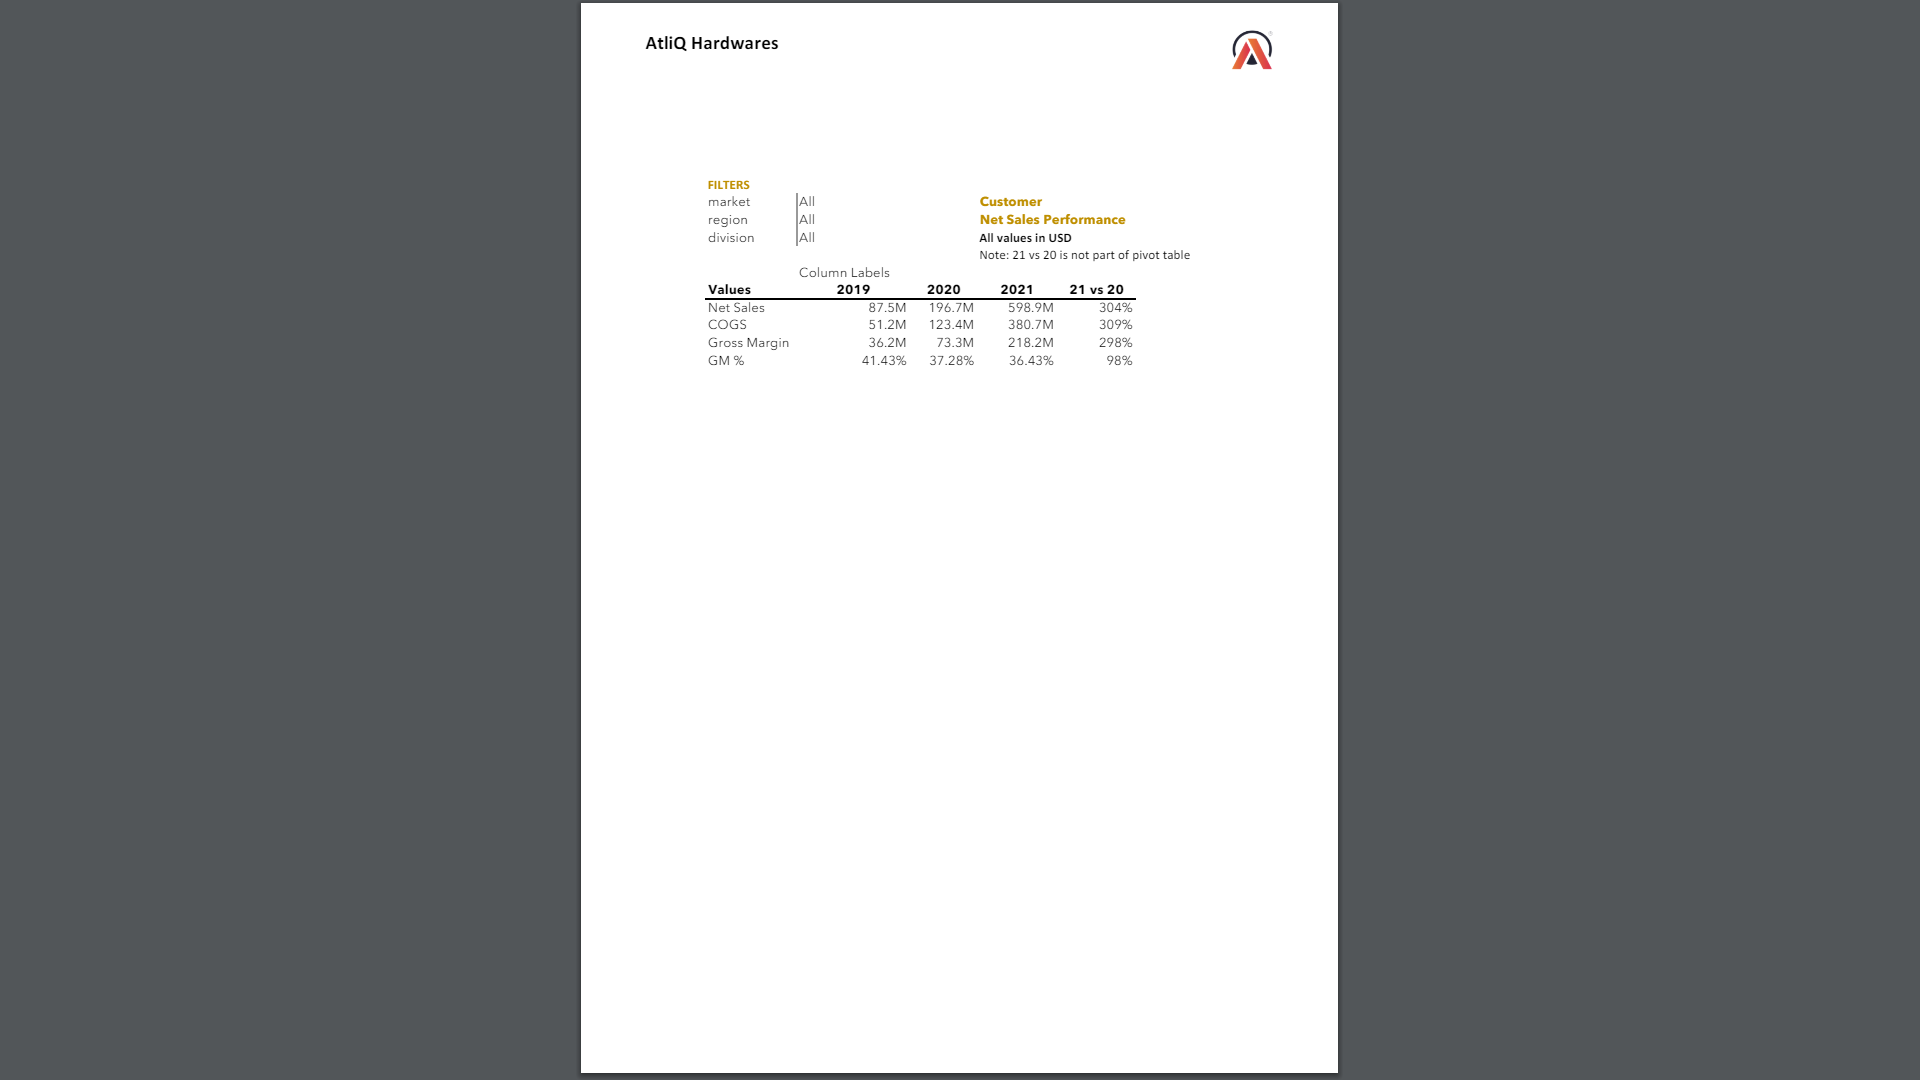 AtliQ Hardwares
FILTERS
market All Customer
region All Net Sales Performance
division All All values in USD
Note: 21 vs 20 is not part of pivot table
Column Labels
Values 2019 2020 2021 21 vs 20
Net Sales 87.5M 196.7M 598.9M 304%
COGS 51.2M 123.4M 380.7M 309%
Gross Margin 36.2M 73.3M 218.2M 298%
GM % 41.43% 37.28% 36.43% 98%